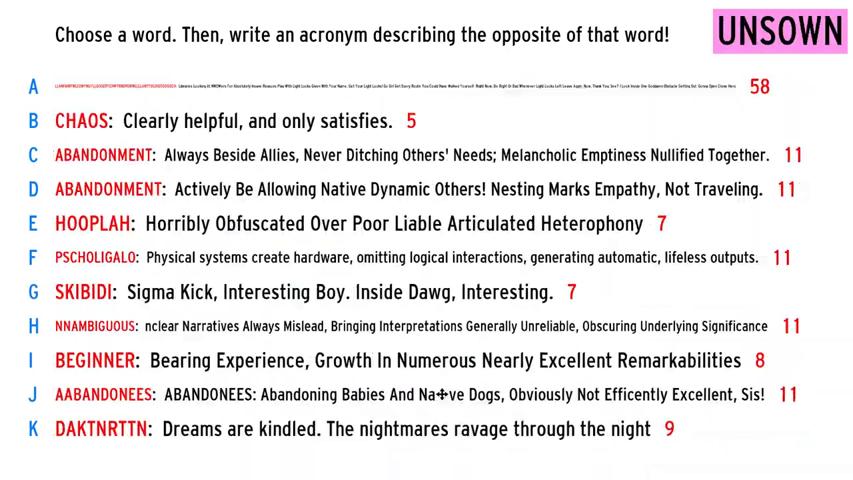 Choose a word. Then, write an acronym describing the opposite of that word!
UNSOWN
A 58
B CHAOS: Clearly helpful, and only satisfies. 5
C ABANDONMENT: Always Beside Allies, Never Ditching Others' Needs; Melancholic Emptiness Nullified Together. 11
D ABANDONMENT: Actively Be Allowing Native Dynamic Others! Nesting Marks Empathy, Not Traveling. 11
E HOOPLAH: Horribly Obfuscated Over Poor Liable Articulated Heterophony 7
F PSCHOLIGALO: Physical systems create hardware, omitting logical interactions, generating automatic, lifeless outputs. 11
G SKIBIDI: Sigma Kick, Interesting Boy. Inside Dawg, Interesting. 7
H NNAMBIGUOUS: nclear Narratives Always Mislead, Bringing Interpretations Generally Unreliable, Obscuring Underlying Significance 11
I BEGINNER: Bearing Experience, Growth In Numerous Nearly Excellent Remarkabilities 8
J AABANDONEES: ABANDONEES: Abandoning Babies And Na✣ve Dogs, Obviously Not Efficently Excellent, Sis! 11
K DAKTNRTTN: Dreams are kindled. The nightmares ravage through the night 9